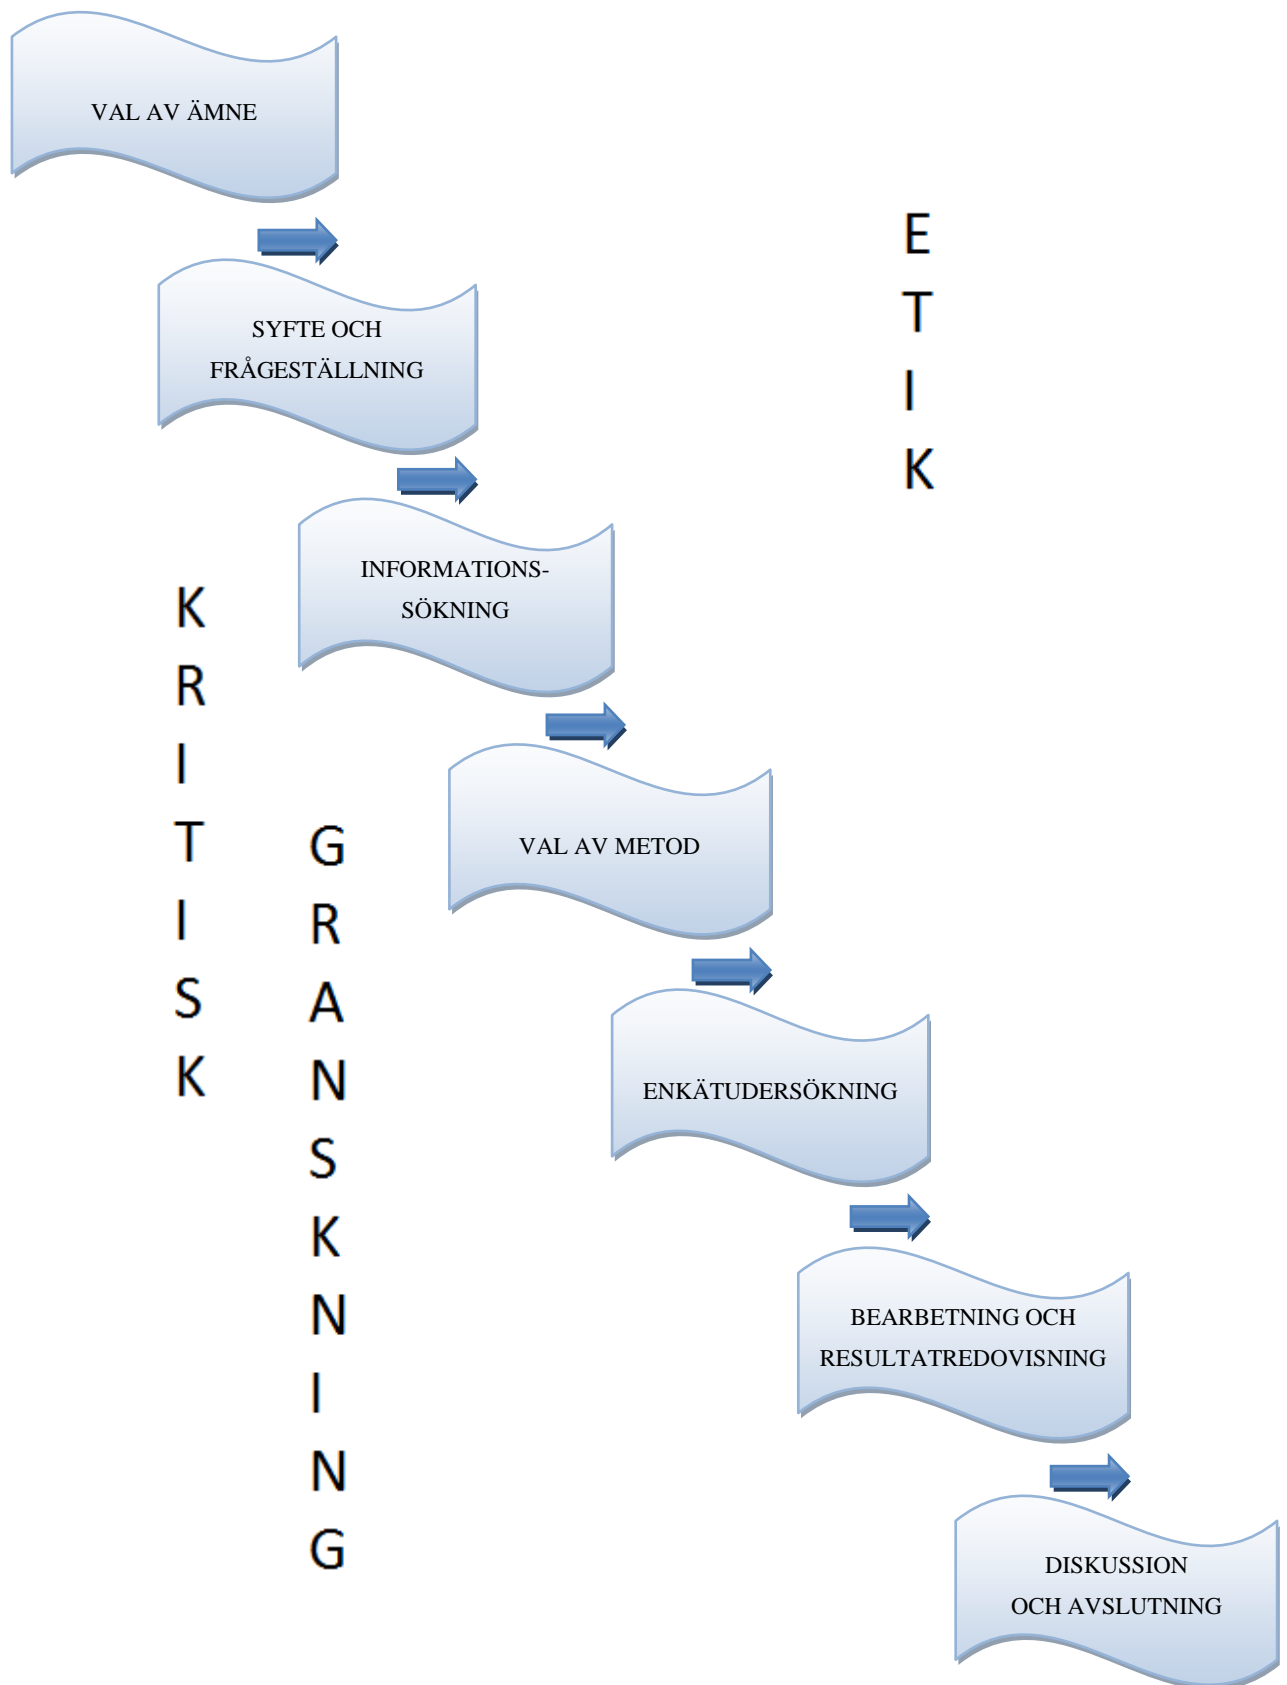 VAL AV ÄMNE
SYFTE OCH
FRÅGESTÄLLNING
INFORMATIONS-
SÖKNING
VAL AV METOD
ENKÄTUDERSÖKNING
BEARBETNING OCH
RESULTATREDOVISNING
DISKUSSION
OCH AVSLUTNING
ETIK
KRITISK
GRANSKNING